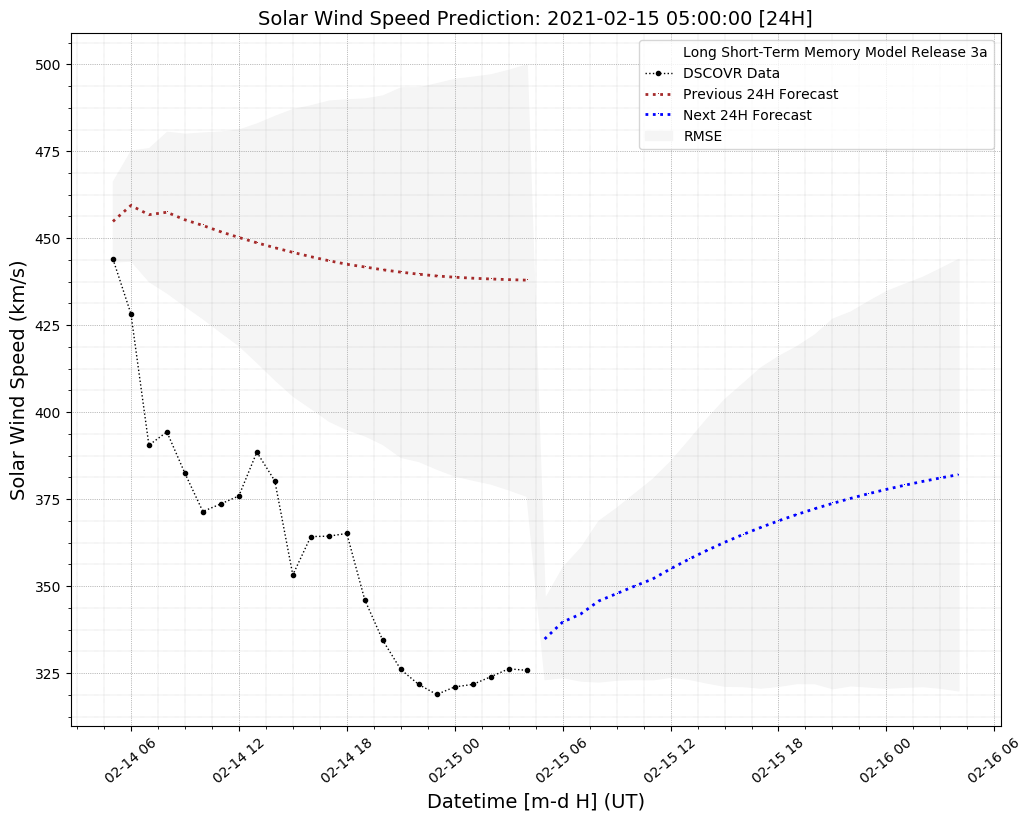 Solar Wind Speed Prediction: 2021-02-15 05:00:00 [24H]
Long Short-Term Memory Model Release 3a
DSCOVR Data
Previous 24H Forecast
Next 24H Forecast
RMSE
Solar Wind Speed (km/s)
500
475
450
425
400
375
350
325
02-14 06
02-14 12
02-14 18
02-15 00
02-15 06
02-15 12
02-15 18
02-16 00
02-16 06
Datetime [m-d H] (UT)